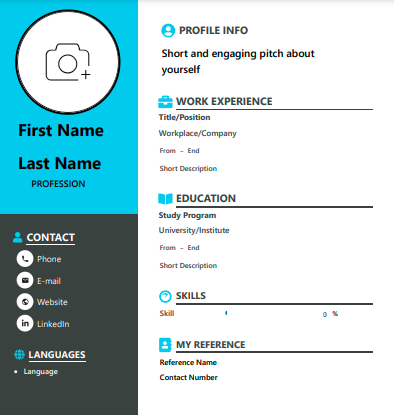 First Name
Last Name
PROFESSION
CONTACT
Phone
E-mail
Website
LinkedIn
LANGUAGES
• Language
PROFILE INFO
Short and engaging pitch about
yourself
WORK EXPERIENCE
Title/Position
Workplace/Company
From - End
Short Description
EDUCATION
Study Program
University/Institute
From - End
Short Description
SKILLS
Skill 0 %
MY REFERENCE
Reference Name
Contact Number